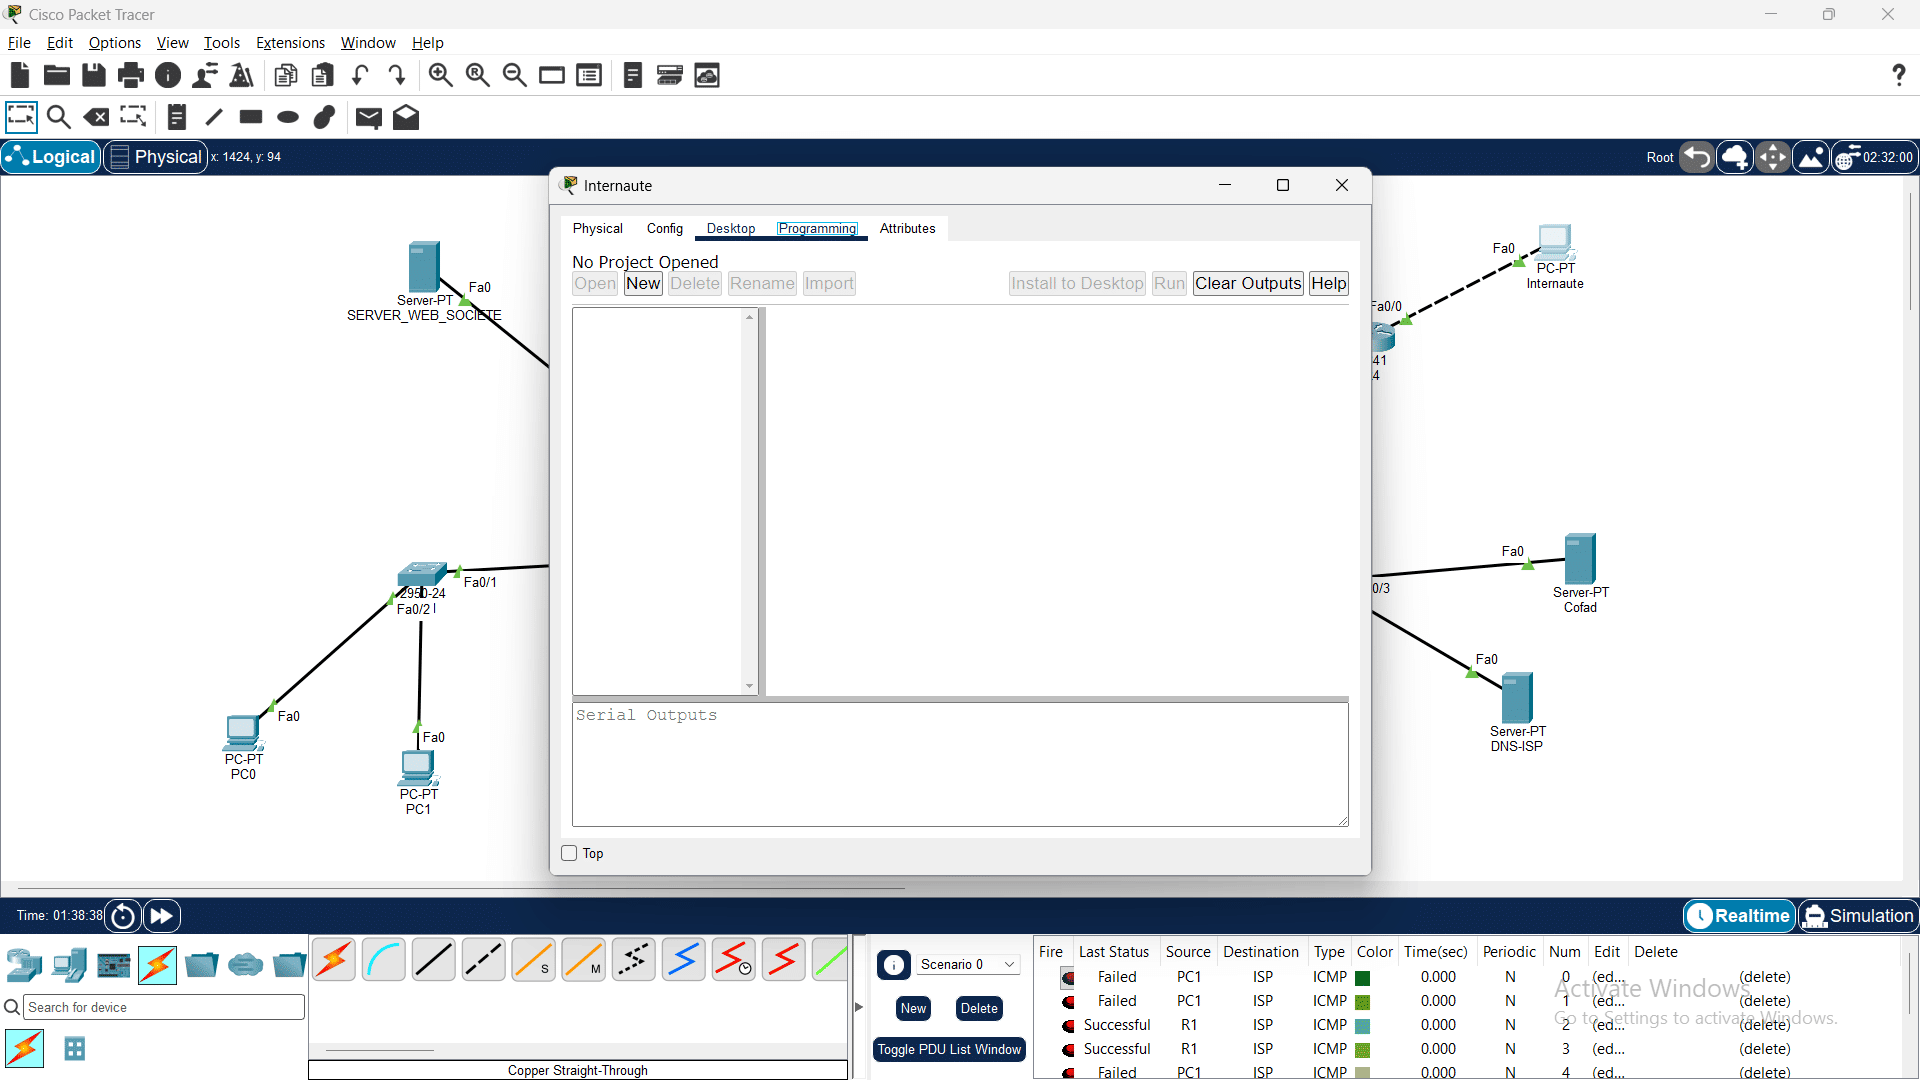 Cisco Packet Tracer
File Edit Options View Tools Extensions Window Help
Logical Physical x: 1424, y: 94 Root 02:32:00
Internaute
Physical Config Desktop Programming Attributes
No Project Opened
Open New Delete Rename Import Install to Desktop Run Clear Outputs Help
Serial Outputs
Top
Fa0
Server-PT
SERVER_WEB_SOCIETE
Fa0
PC-PT
Internaute
Fa0/0
41
4
Fa0/1
2950-24
Fa0/2
Fa0
Server-PT
Cofad
0/3
Fa0
Server-PT
DNS-ISP
Fa0
PC-PT
PC0
Fa0
PC-PT
PC1
Time: 01:38:38 Realtime Simulation
Search for device
S M
Copper Straight-Through
Scenario 0
New Delete
Toggle PDU List Window
Fire Last Status Source Destination Type Color Time(sec) Periodic Num Edit Delete
Failed PC1 ISP ICMP 0.000 N 0 (ed... (delete)
Failed PC1 ISP ICMP 0.000 N 1 (ed... (delete)
Successful R1 ISP ICMP 0.000 N 2 (ed... (delete)
Successful R1 ISP ICMP 0.000 N 3 (ed... (delete)
Failed PC1 ISP ICMP 0.000 N 4 (ed... (delete)
Activate Windows
Go to Settings to activate Windows.